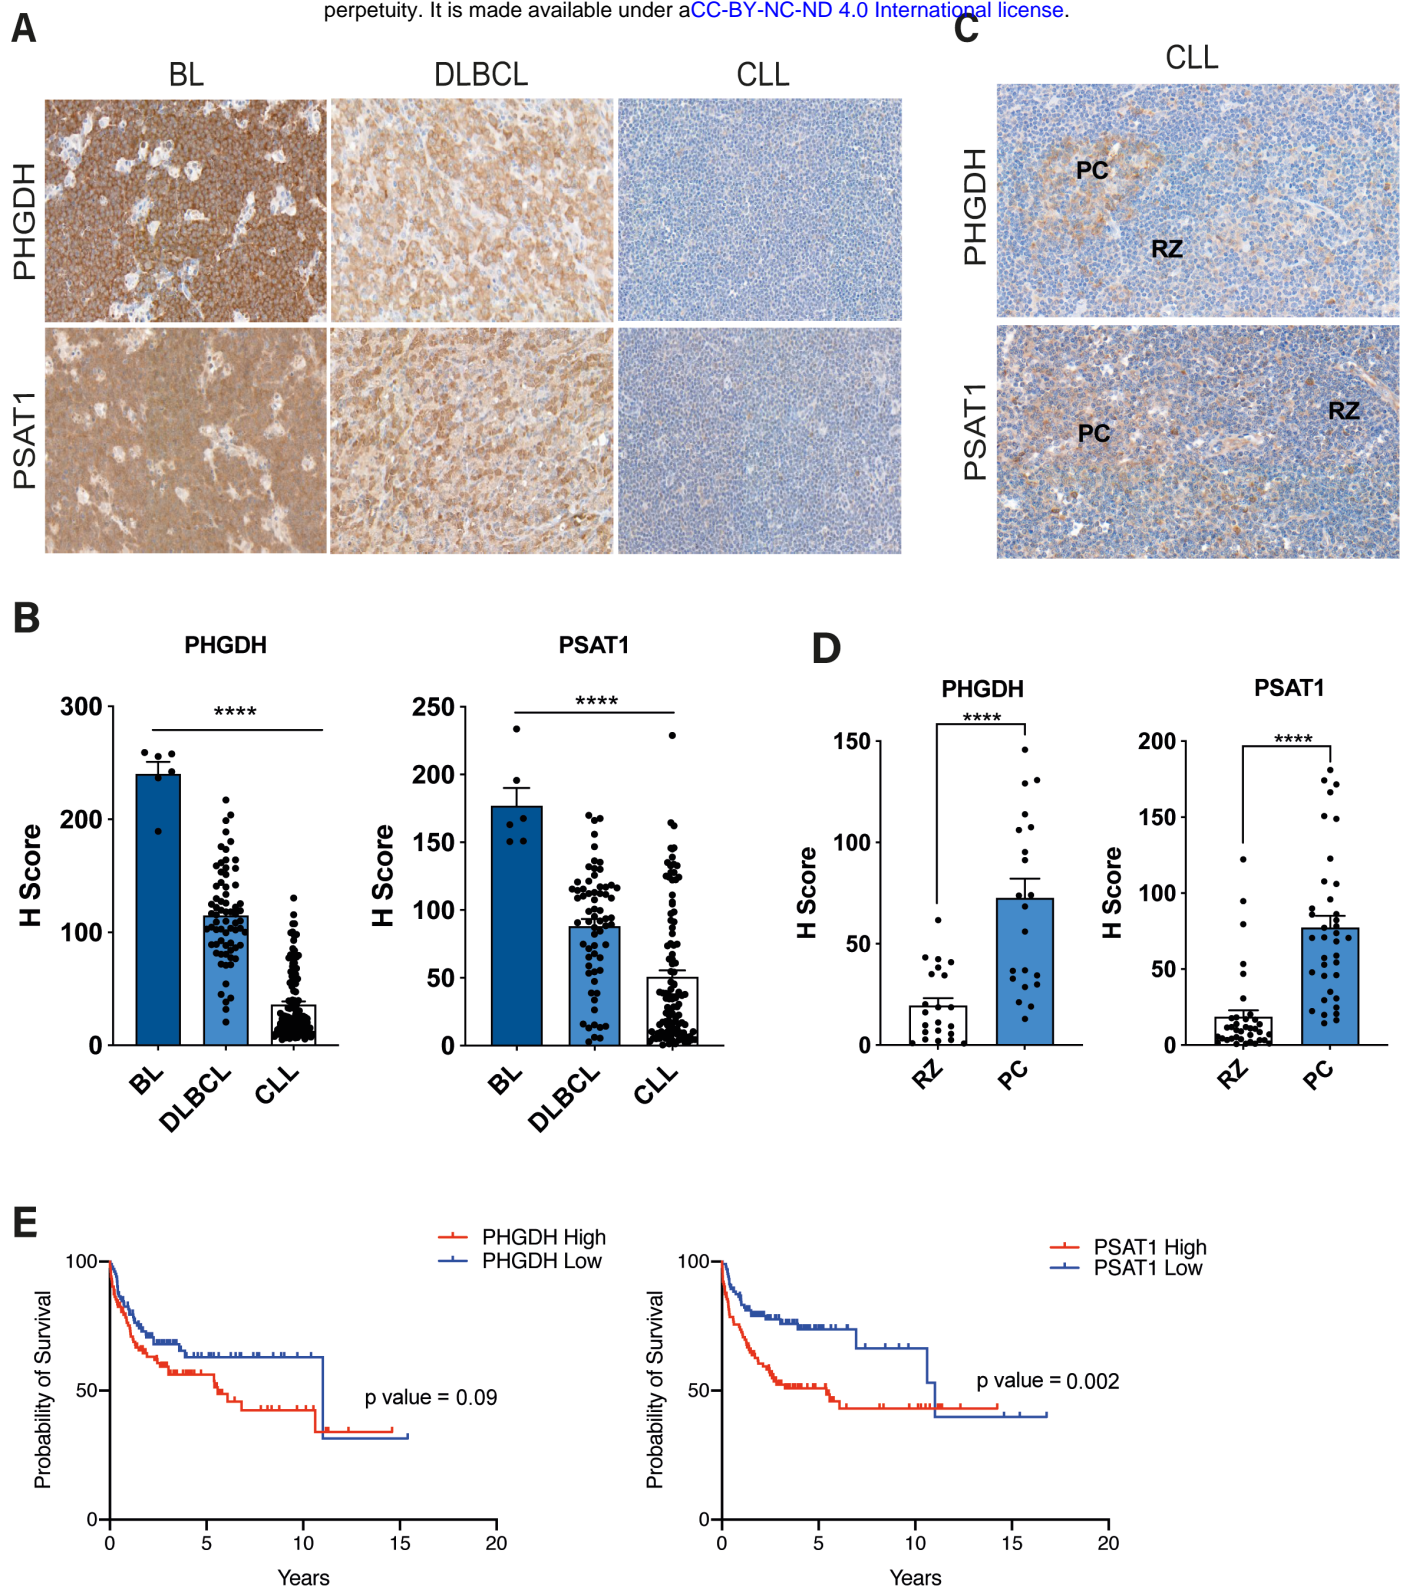 perpetuity. It is made available under aCC-BY-NC-ND 4.0 International license.
A
BL
DLBCL
CLL
PHGDH
PSAT1
C
CLL
PHGDH
PC
RZ
PSAT1
PC
RZ
B
PHGDH
****
H Score
300
200
100
0
BL
DLBCL
CLL
PSAT1
****
H Score
250
200
150
100
50
0
BL
DLBCL
CLL
D
PHGDH
****
H Score
150
100
50
0
RZ
PC
PSAT1
****
H Score
200
150
100
50
0
RZ
PC
E
PHGDH High
PHGDH Low
Probability of Survival
100
50
0
p value = 0.09
0 5 10 15 20
Years
PSAT1 High
PSAT1 Low
Probability of Survival
100
50
0
p value = 0.002
0 5 10 15 20
Years